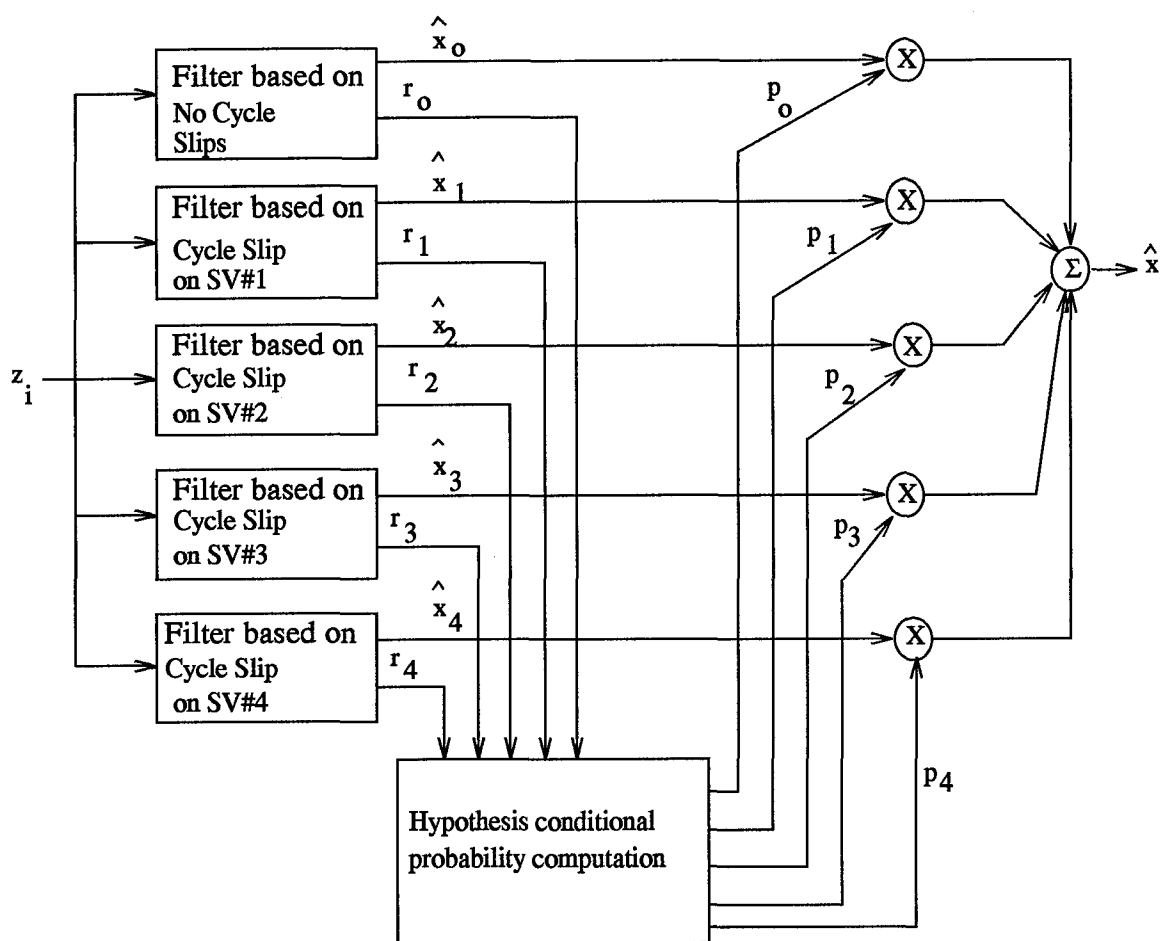 x̂o
Filter based on
No Cycle
Slips
ro
po
X
x̂1
Filter based on
Cycle Slip
on SV#1
r1
p1
X
Σ
x̂
x̂2
Filter based on
Cycle Slip
on SV#2
r2
p2
X
zi
x̂3
Filter based on
Cycle Slip
on SV#3
r3
p3
X
x̂4
Filter based on
Cycle Slip
on SV#4
r4
X
p4
Hypothesis conditional
probability computation